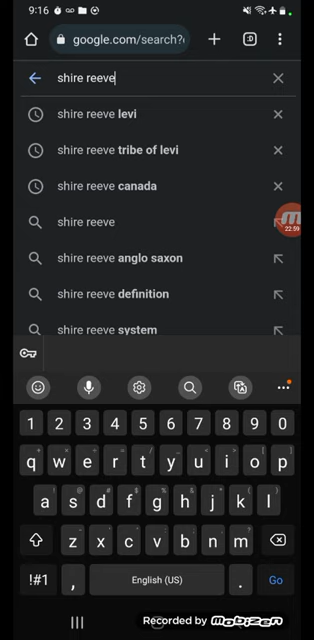 9:16
google.com/search?
:D
shire reeve
shire reeve levi
shire reeve tribe of levi
shire reeve canada
shire reeve
22:59
shire reeve anglo saxon
shire reeve definition
shire reeve system
1 2 3 4 5 6 7 8 9 0
q w e r t y u i o p
a s d f g h j k l
z x c v b n m
!#1 , English (US) . Go
Recorded by mobizen